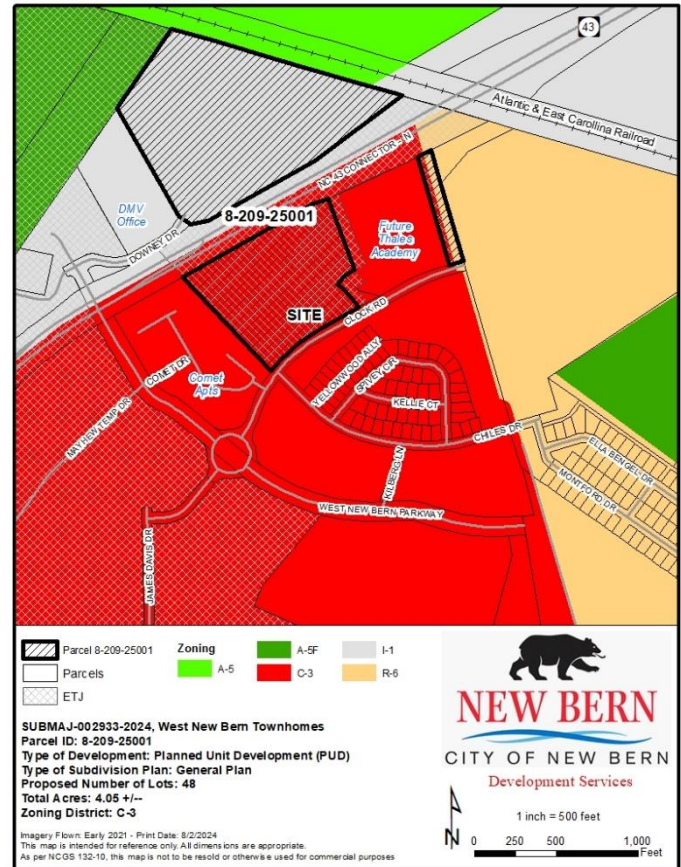 43
Atlantic & East Carolina Railroad
NC 43 CONNECTOR - N
DMV
Office
DOWNEY DR
8-209-25001
Future
Thale's
Academy
SITE
CLOCK RD
COMET DR
Comet
Apts
MAYHEW TEMP DR
YELLOWWOOD ALLY
SPIVEY CIR
KELLIE CT
CHILES DR
ELLA BENGEL DR
MONTFORD DR
KILBERG LN
WEST NEW BERN PARKWAY
JAMES DAVIS DR
Parcel 8-209-25001
Parcels
ETJ
Zoning
A-5
A-5F
C-3
I-1
R-6
SUBMAJ-002933-2024, West New Bern Townhomes
Parcel ID: 8-209-25001
Type of Development: Planned Unit Development (PUD)
Type of Subdivision Plan: General Plan
Proposed Number of Lots: 48
Total Acres: 4.05 +/--
Zoning District: C-3
Imagery Flown: Early 2021 - Print Date: 8/2/2024
This map is intended for reference only. All dimensions are appropriate.
As per NCGS 132-10, this map is not to be resold or otherwise used for commercial purposes
NEW BERN
CITY OF NEW BERN
Development Services
N
1 inch = 500 feet
0 250 500 1,000
Feet